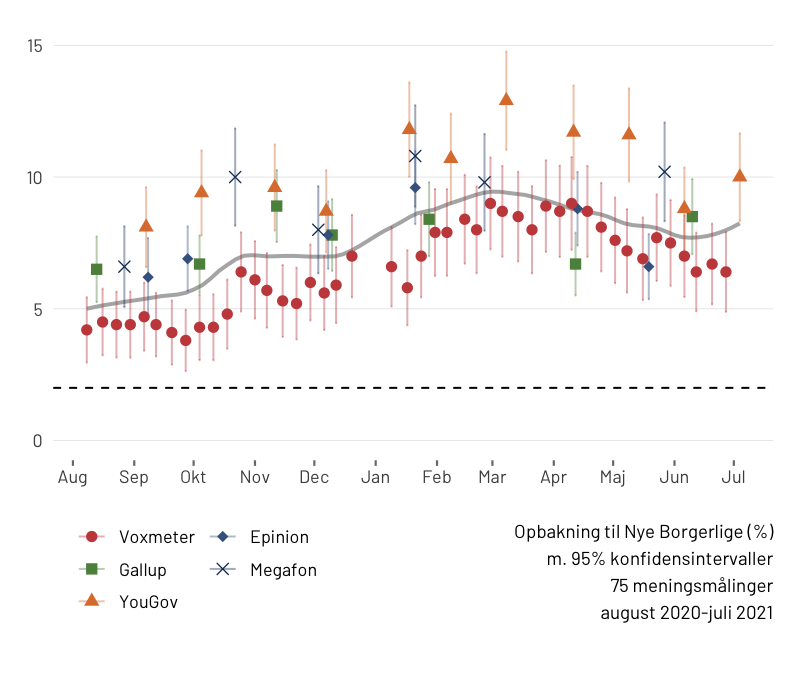 15
10
5
0
Aug Sep Okt Nov Dec Jan Feb Mar Apr Maj Jun Jul
Voxmeter Epinion
Gallup Megafon
YouGov
Opbakning til Nye Borgerlige (%)
m. 95% konfidensintervaller
75 meningsmålinger
august 2020-juli 2021